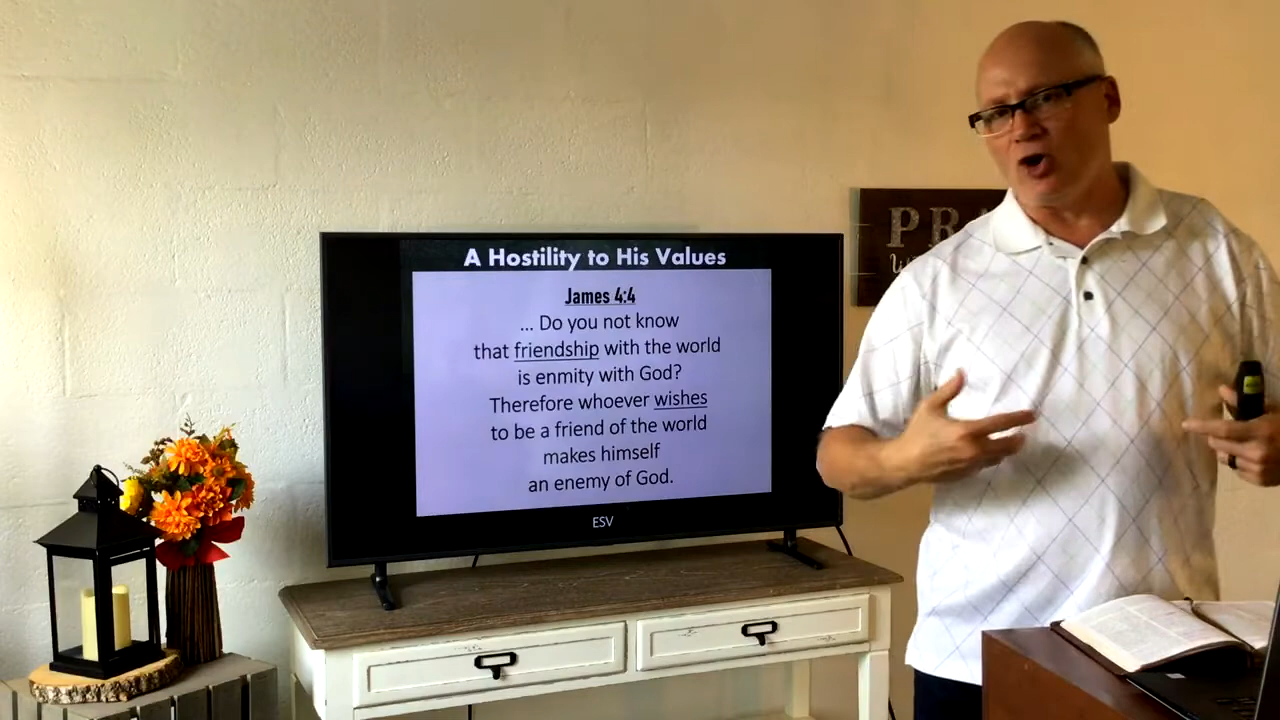 A Hostility to His Values
James 4:4
... Do you not know
that friendship with the world
is enmity with God?
Therefore whoever wishes
to be a friend of the world
makes himself
an enemy of God.
ESV